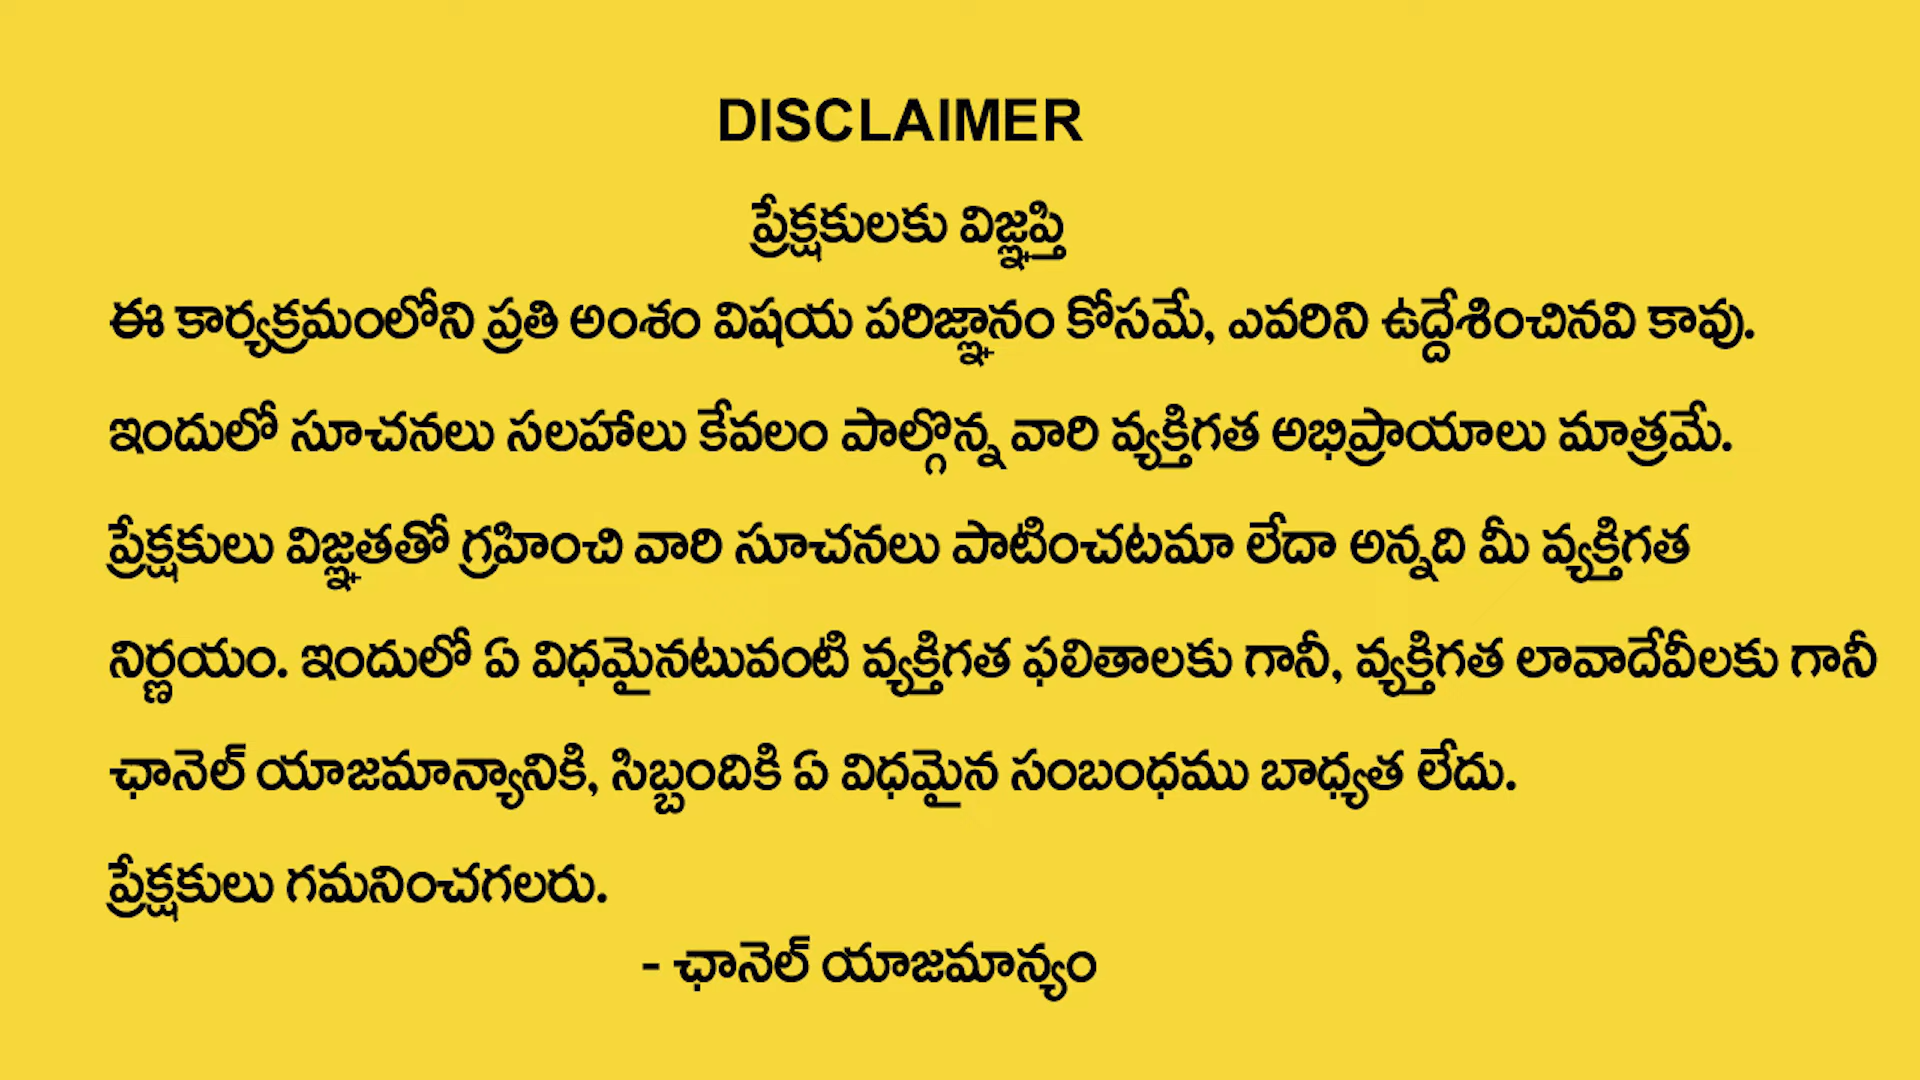 DISCLAIMER
ప్రేక్షకులకు విజ్ఞప్తి
ఈ కార్యక్రమంలోని ప్రతి అంశం విషయ పరిజ్ఞానం కోసమే, ఎవరిని ఉద్దేశించినవి కావు.
ఇందులో సూచనలు సలహాలు కేవలం పాల్గొన్న వారి వ్యక్తిగత అభిప్రాయాలు మాత్రమే.
ప్రేక్షకులు విజ్ఞతతో గ్రహించి వారి సూచనలు పాటించటమా లేదా అన్నది మీ వ్యక్తిగత
నిర్ణయం. ఇందులో ఏ విధమైనటువంటి వ్యక్తిగత ఫలితాలకు గానీ, వ్యక్తిగత లావాదేవీలకు గానీ
ఛానెల్ యాజమాన్యానికి, సిబ్బందికి ఏ విధమైన సంబంధము బాధ్యత లేదు.
ప్రేక్షకులు గమనించగలరు.
- ఛానెల్ యాజమాన్యం